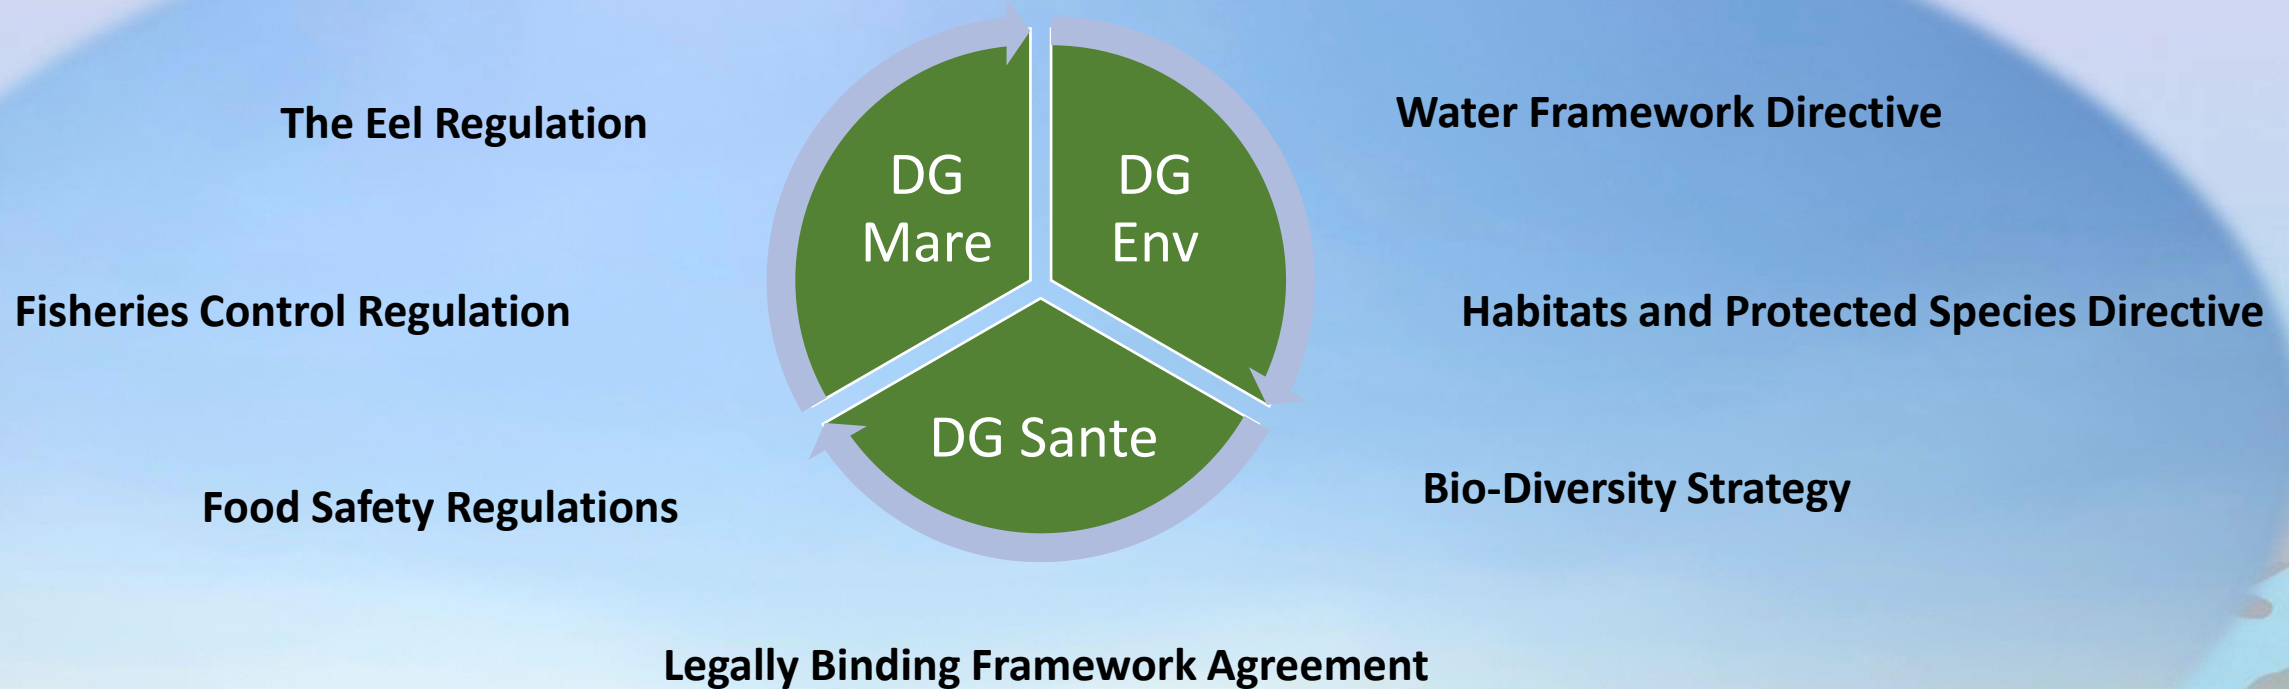 The Eel Regulation
Water Framework Directive
DG
Mare
DG
Env
Fisheries Control Regulation
Habitats and Protected Species Directive
DG Sante
Food Safety Regulations
Bio-Diversity Strategy
Legally Binding Framework Agreement